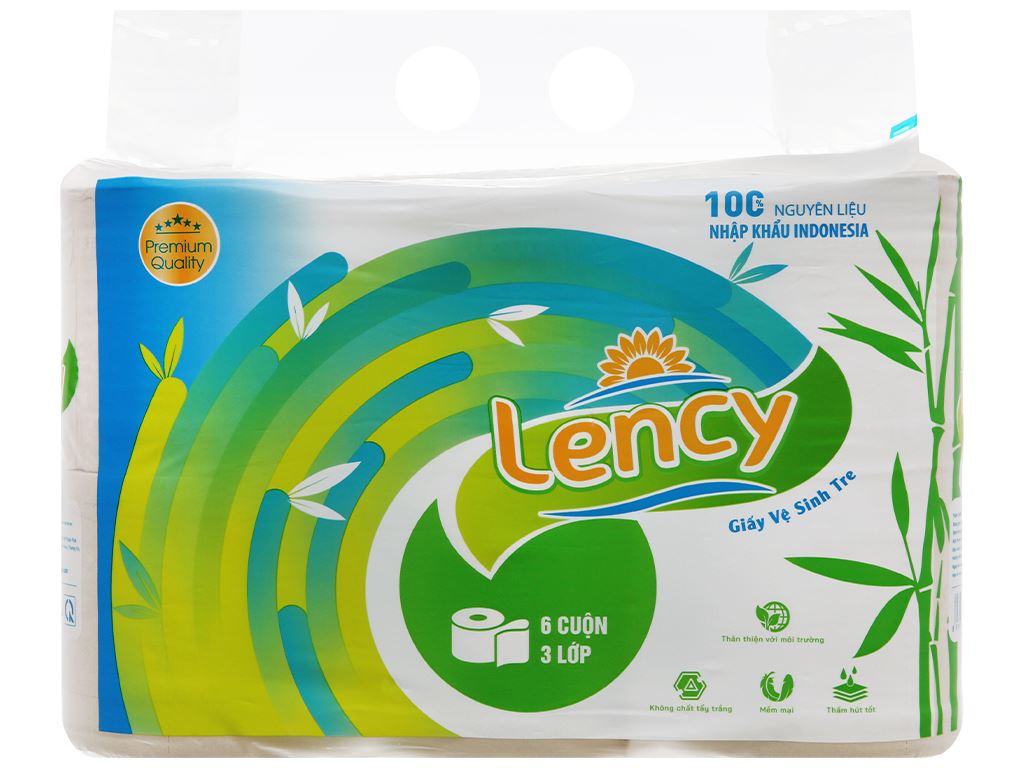 Premium
Quality
100% NGUYÊN LIỆU
NHẬP KHẨU INDONESIA
Lency
Giấy Vệ Sinh Tre
6 CUỘN
3 LỚP
Thân thiện với môi trường
Không chất tẩy trắng
Mềm mại
Thấm hút tốt